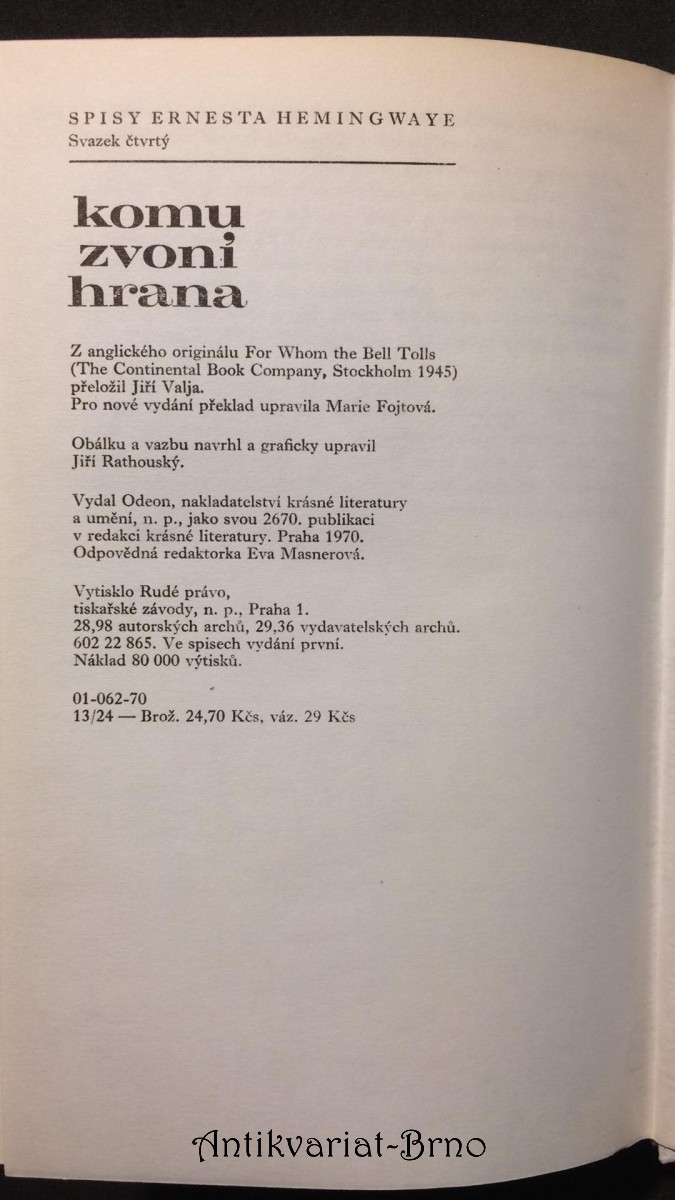 SPISY ERNESTA HEMINGWAYE
Svazek čtvrtý
komu
zvoní
hrana
Z anglického originálu For Whom the Bell Tolls
(The Continental Book Company, Stockholm 1945)
přeložil Jiří Valja.
Pro nové vydání překlad upravila Marie Fojtová.
Obálku a vazbu navrhl a graficky upravil
Jiří Rathouský.
Vydal Odeon, nakladatelství krásné literatury
a umění, n. p., jako svou 2670. publikaci
v redakci krásné literatury. Praha 1970.
Odpovědná redaktorka Eva Masnerová.
Vytisklo Rudé právo,
tiskařské závody, n. p., Praha 1.
28,98 autorských archů, 29,36 vydavatelských archů.
602 22 865. Ve spisech vydání první.
Náklad 80 000 výtisků.
01-062-70
13/24 — Brož. 24,70 Kčs, váz. 29 Kčs
Antikvariat-Brno